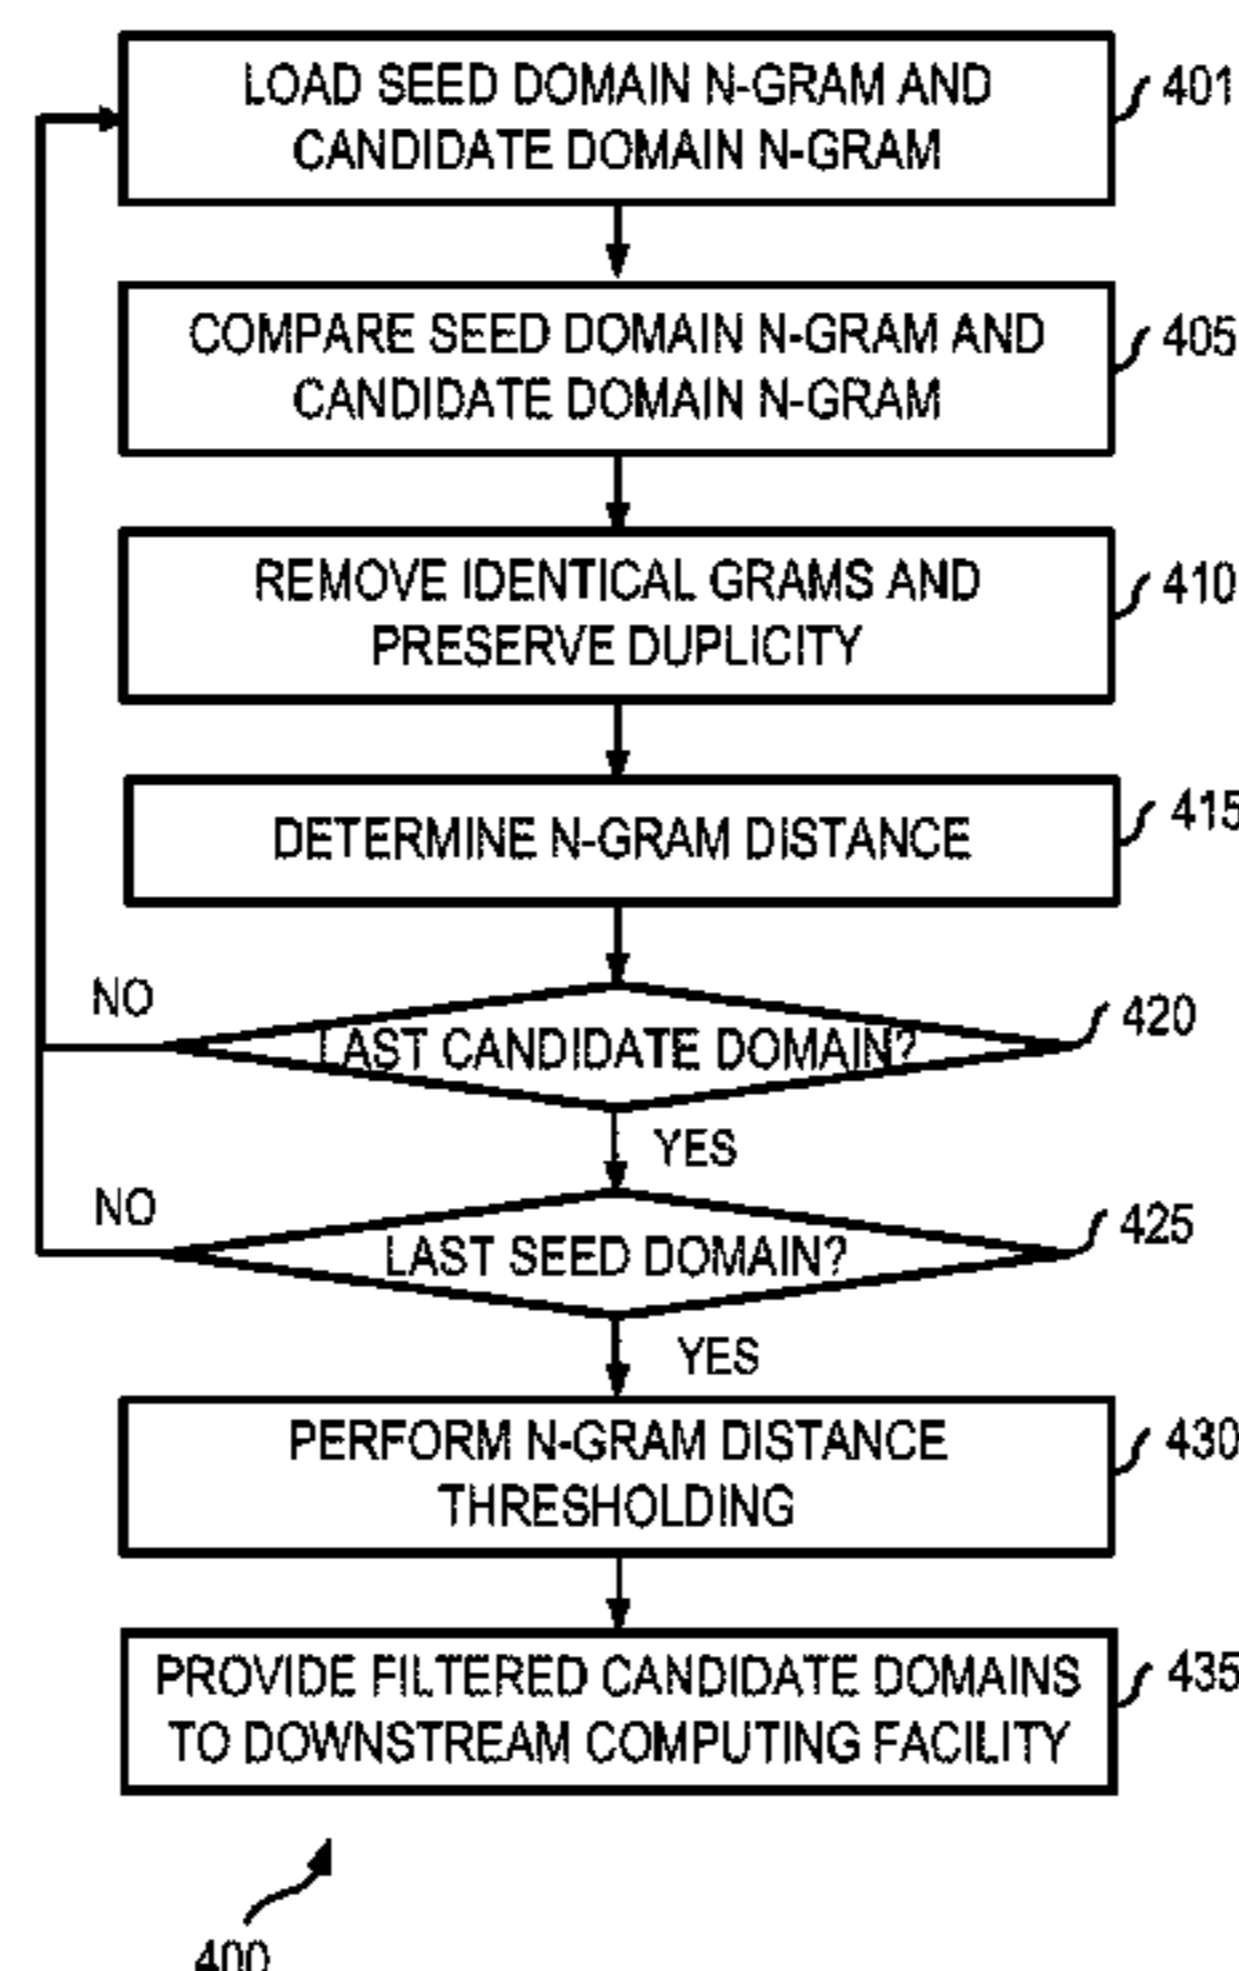 LOAD SEED DOMAIN N-GRAM AND
CANDIDATE DOMAIN N-GRAM
401
COMPARE SEED DOMAIN N-GRAM AND
CANDIDATE DOMAIN N-GRAM
405
REMOVE IDENTICAL GRAMS AND
PRESERVE DUPLICITY
410
DETERMINE N-GRAM DISTANCE
415
NO
LAST CANDIDATE DOMAIN?
420
YES
NO
LAST SEED DOMAIN?
425
YES
PERFORM N-GRAM DISTANCE
THRESHOLDING
430
PROVIDE FILTERED CANDIDATE DOMAINS
TO DOWNSTREAM COMPUTING FACILITY
435
400